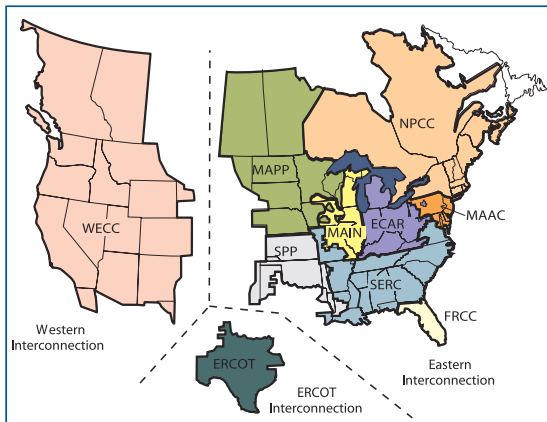 NPCC
MAPP
MAAC
ECAR
MAIN
WECC
SPP
SERC
FRCC
Western
Interconnection
ERCOT
Eastern
Interconnection
ERCOT
Interconnection